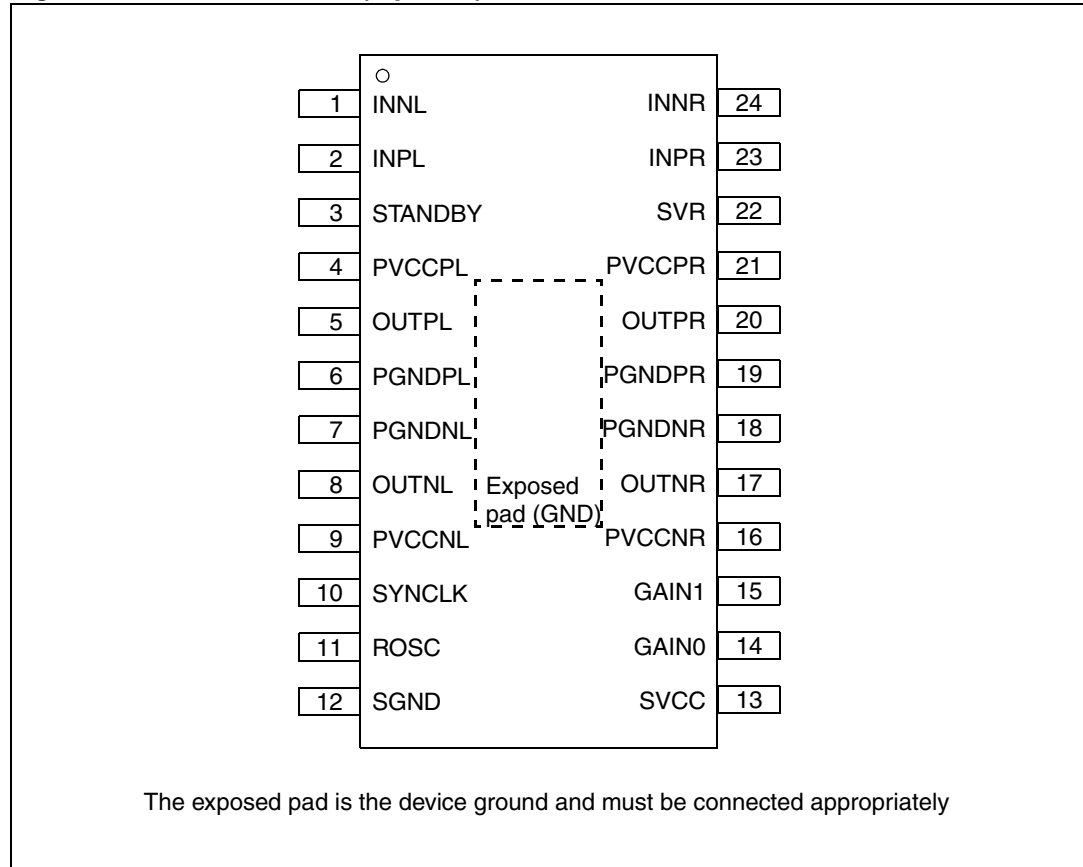 1 INNL INNR 24
2 INPL INPR 23
3 STANDBY SVR 22
4 PVCCPL PVCCPR 21
5 OUTPL OUTPR 20
6 PGNDPL PGNDPR 19
7 PGNDNL PGNDNR 18
8 OUTNL Exposed OUTNR 17
pad (GND)
9 PVCCNL PVCCNR 16
10 SYNCLK GAIN1 15
11 ROSC GAIN0 14
12 SGND SVCC 13
The exposed pad is the device ground and must be connected appropriately